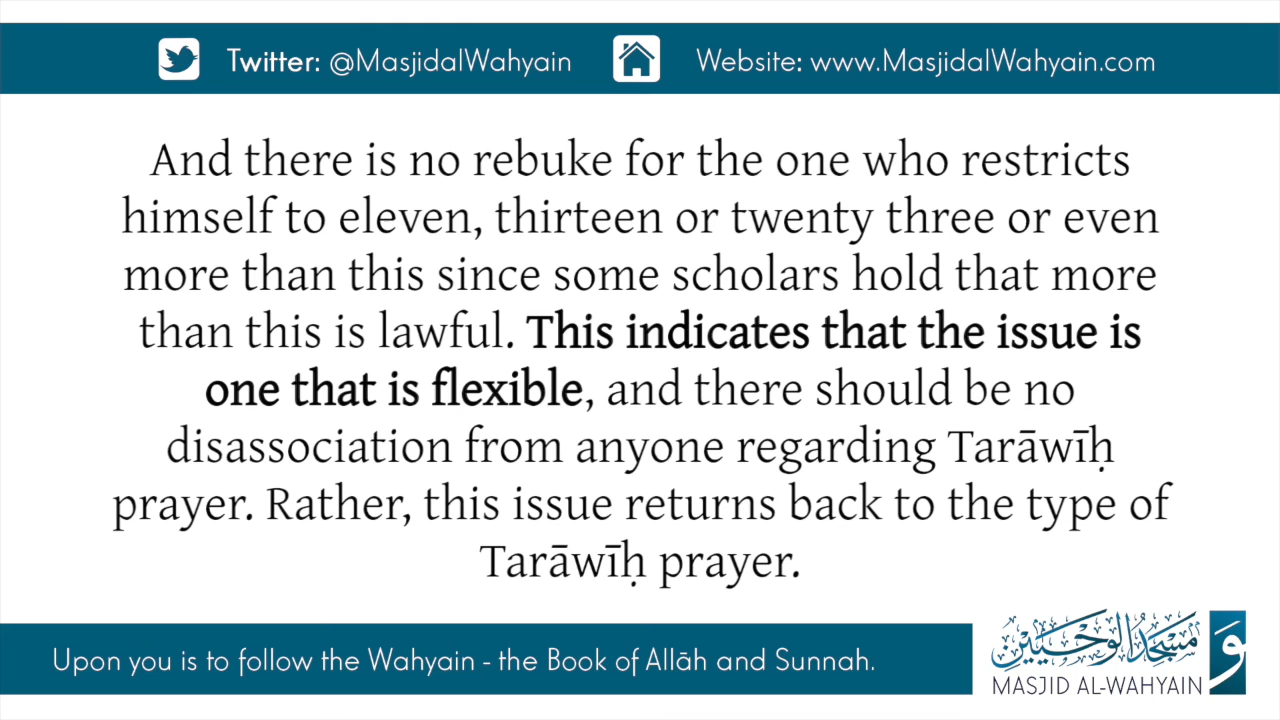 Twitter: @MasjidalWahyain Website: www.MasjidalWahyain.com
And there is no rebuke for the one who restricts
himself to eleven, thirteen or twenty three or even
more than this since some scholars hold that more
than this is lawful. This indicates that the issue is
one that is flexible, and there should be no
disassociation from anyone regarding Tarāwīḥ
prayer. Rather, this issue returns back to the type of
Tarāwīḥ prayer.
Upon you is to follow the Wahyain - the Book of Allāh and Sunnah.
مَسْجِدُ الْوَحْيَيْنِ
و
MASJID AL-WAHYAIN